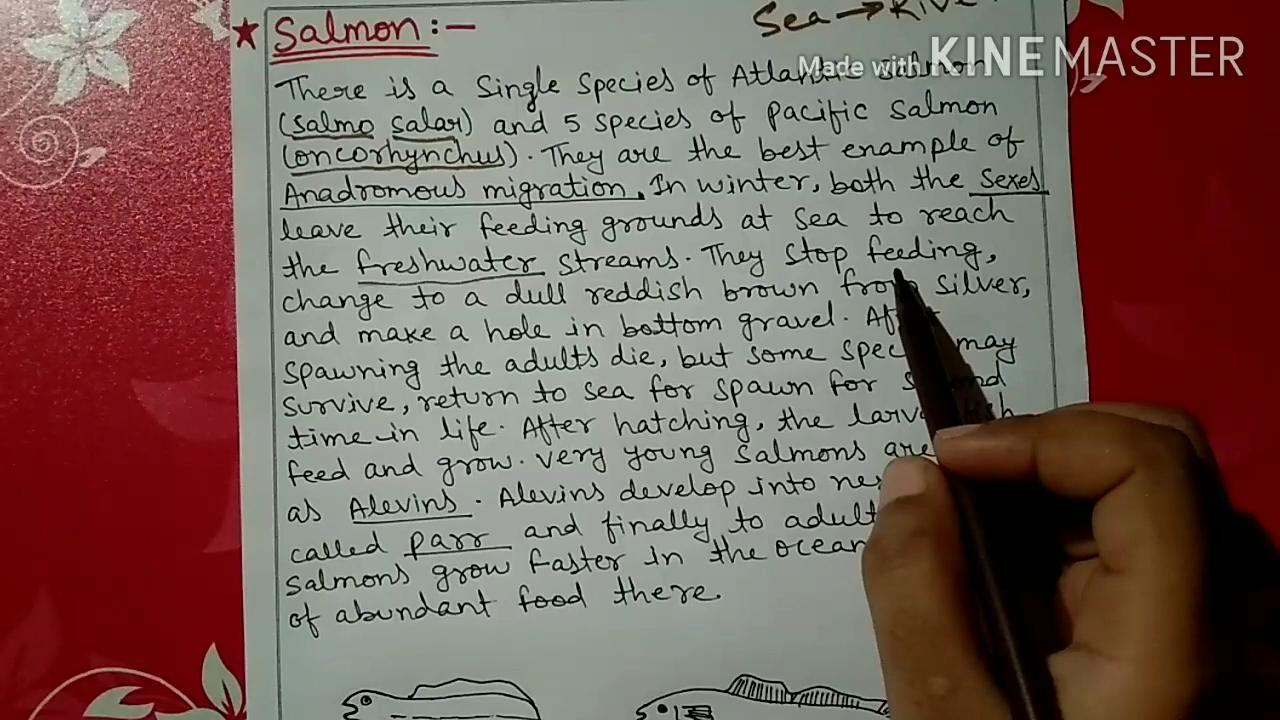 Sea → Rive
Made with KINEMASTER
★ Salmon :-
There is a Single Species of Atlantic Salmon
(salmo salar) and 5 species of pacific salmon
(oncorhynchus). They are the best enample of
Anadromous migration. In winter, both the sexes
leave their feeding grounds at sea to reach
the freshwater streams. They stop feeding,
change to a dull reddish brown from silver,
and make a hole in bottom gravel.
spawning the adults die, but some may
survive, return to sea for spawn for
time in life. After hatching, the
feed and grow. very young salmons are
as Alevins. Alevins develop into
called parr and finally to
salmons grow faster in the ocean
of abundant food there.